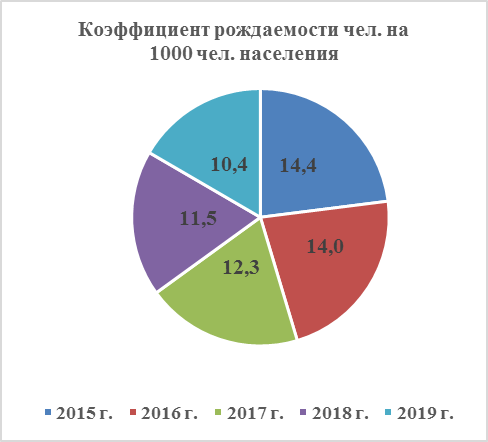 Коэффициент рождаемости чел. на
1000 чел. населения
10,4
14,4
11,5
14,0
12,3
2015 г. 2016 г. 2017 г. 2018 г. 2019 г.